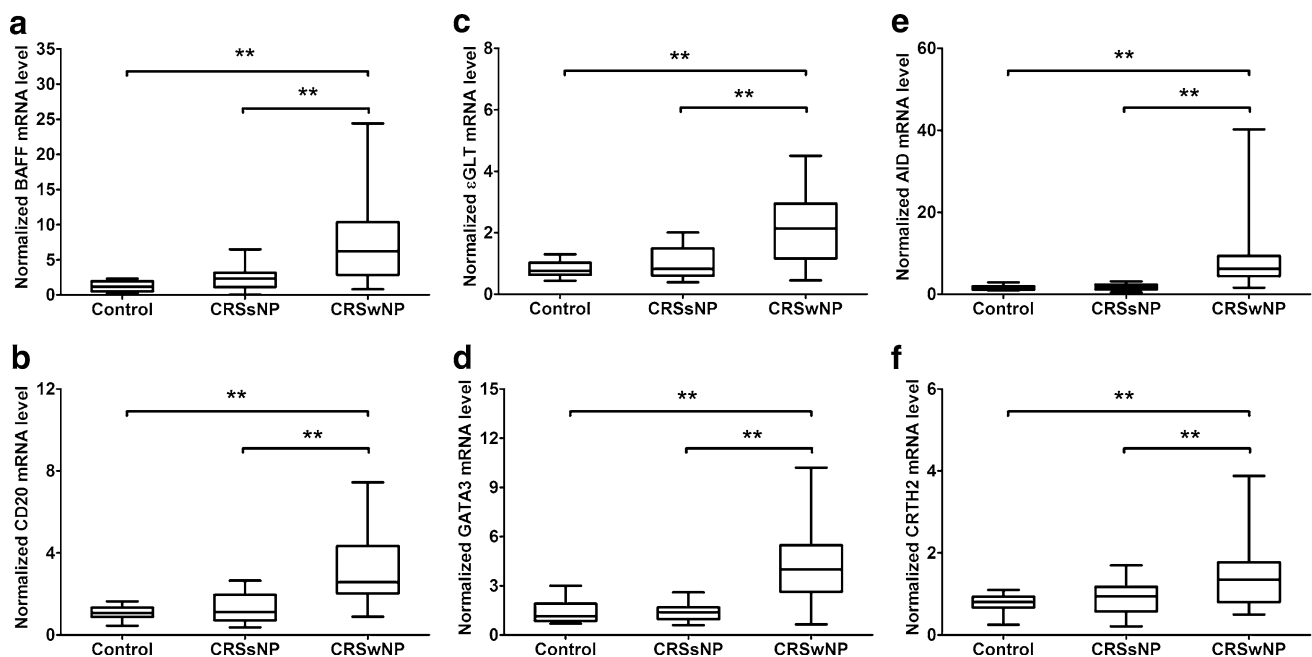 a
Normalized BAFF mRNA level
35
30
25
20
15
10
5
0
**
**
Control CRSsNP CRSwNP
c
Normalized εGLT mRNA level
8
6
4
2
0
**
**
Control CRSsNP CRSwNP
e
Normalized AID mRNA level
60
40
20
0
**
**
Control CRSsNP CRSwNP
b
Normalized CD20 mRNA level
12
8
4
0
**
**
Control CRSsNP CRSwNP
d
Normalized GATA3 mRNA level
15
12
9
6
3
0
**
**
Control CRSsNP CRSwNP
f
Normalized CRTH2 mRNA level
6
4
2
0
**
**
Control CRSsNP CRSwNP